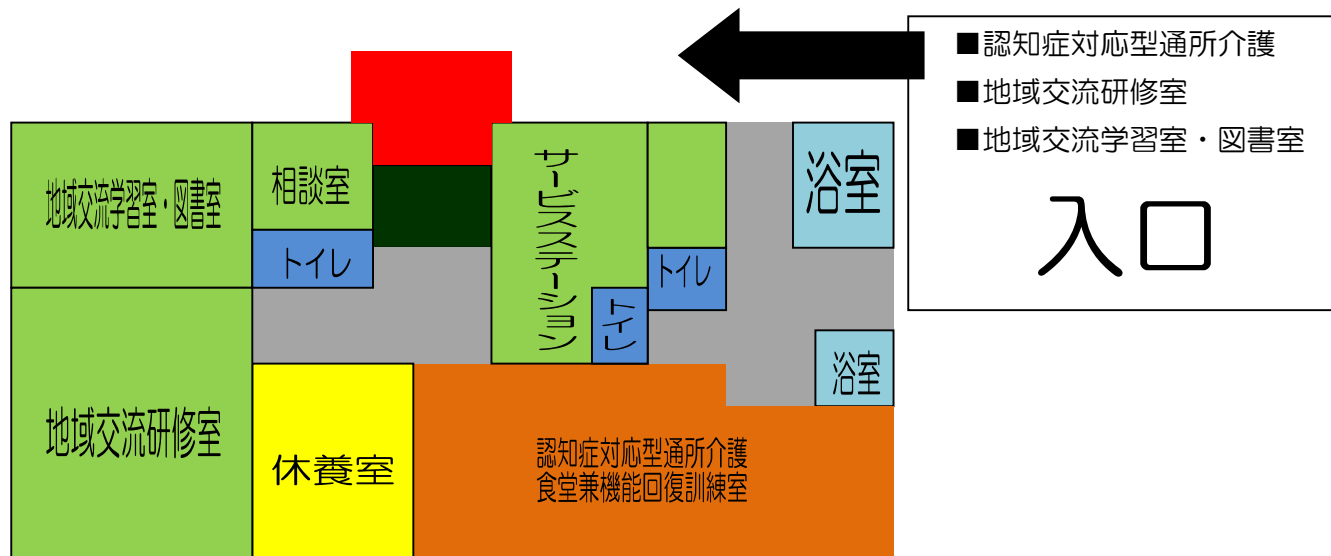 ■認知症対応型通所介護
■地域交流研修室
■地域交流学習室・図書室
入口
地域交流学習室・図書室
相談室
トイレ
サービスステーション
トイレ
トイレ
浴室
浴室
地域交流研修室
休養室
認知症対応型通所介護
食堂兼機能回復訓練室